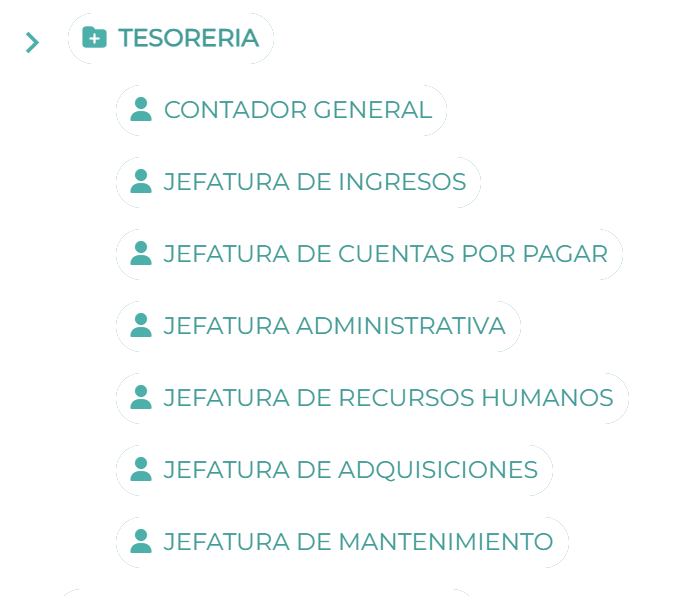 TESORERIA
CONTADOR GENERAL
JEFATURA DE INGRESOS
JEFATURA DE CUENTAS POR PAGAR
JEFATURA ADMINISTRATIVA
JEFATURA DE RECURSOS HUMANOS
JEFATURA DE ADQUISICIONES
JEFATURA DE MANTENIMIENTO